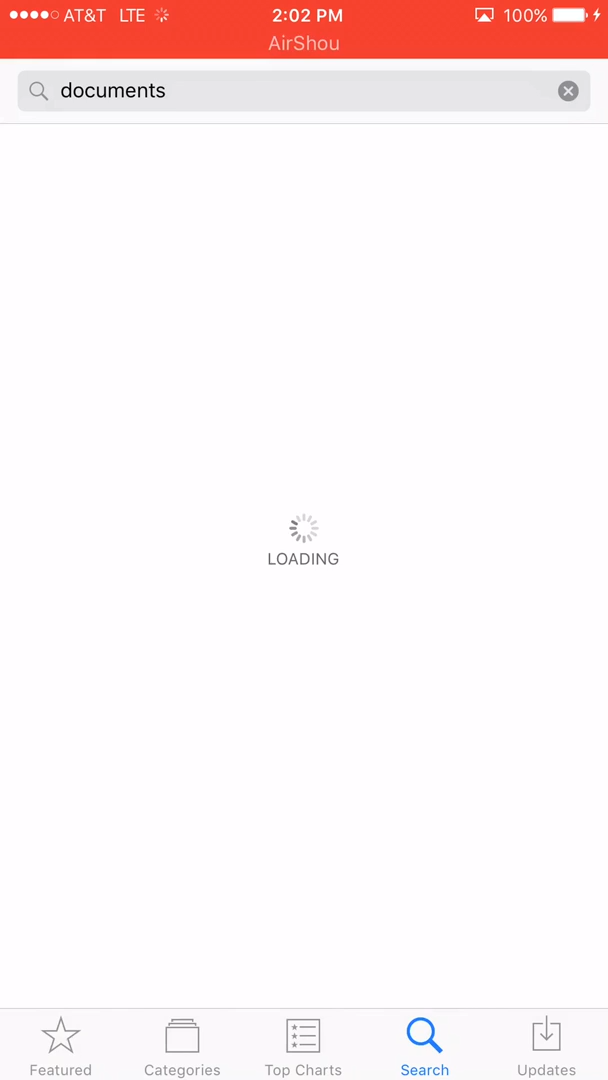 AT&T LTE 2:02 PM 100%
AirShou
documents
LOADING
Featured Categories Top Charts Search Updates